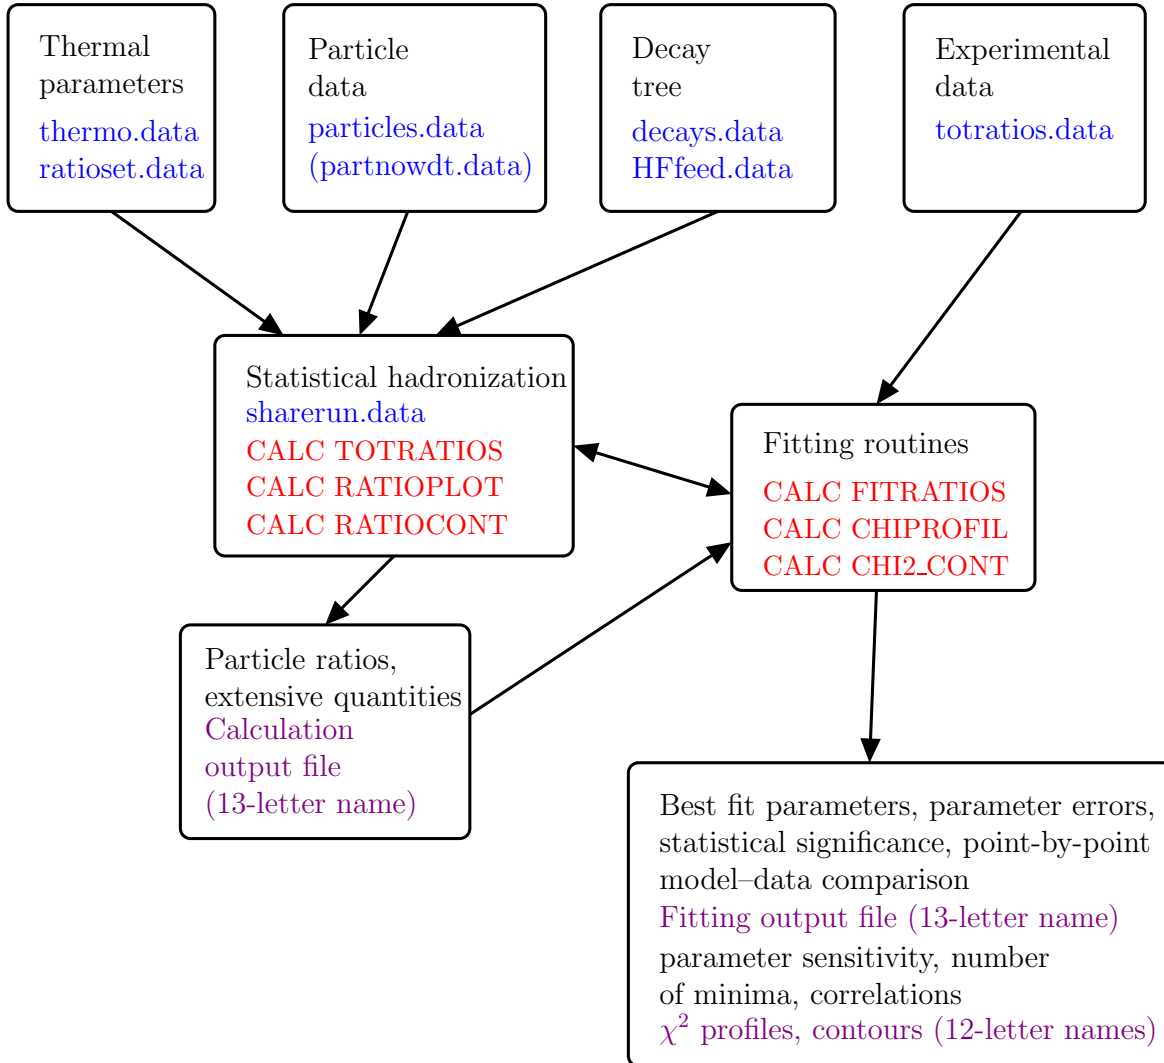 Thermal
parameters
thermo.data
ratioset.data
Particle
data
particles.data
(partnowdt.data)
Decay
tree
decays.data
HFfeed.data
Experimental
data
totratios.data
Statistical hadronization
sharerun.data
CALC TOTRATIOS
CALC RATIOPLOT
CALC RATIOCONT
Fitting routines
CALC FITRATIOS
CALC CHIPROFIL
CALC CHI2_CONT
Particle ratios,
extensive quantities
Calculation
output file
(13-letter name)
Best fit parameters, parameter errors,
statistical significance, point-by-point
model–data comparison
Fitting output file (13-letter name)
parameter sensitivity, number
of minima, correlations
χ² profiles, contours (12-letter names)